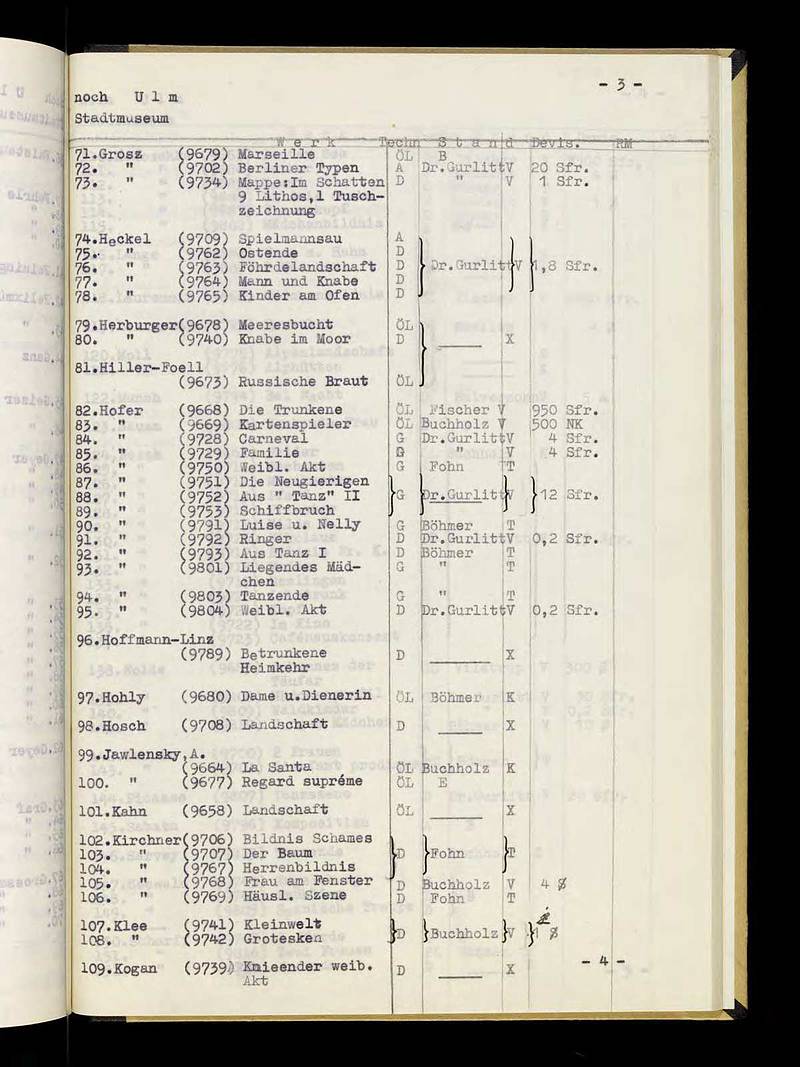 - 3 -
noch U l m
Stadtmuseum
W e r k Techn S t a n d Devis. RM
71.Grosz (9679) Marseille ÖL B
72. " (9702) Berliner Typen A Dr.Gurlitt V 20 Sfr.
73. " (9734) Mappe:Im Schatten D " V 1 Sfr.
9 Lithos,1 Tusch-
zeichnung
74.Heckel (9709) Spielmannsau A
75. " (9762) Ostende D
76. " (9763) Föhrdelandschaft D Dr.Gurlitt V 1,8 Sfr.
77. " (9764) Mann und Knabe D
78. " (9765) Kinder am Ofen D
79.Herburger(9678) Meeresbucht ÖL
80. " (9740) Knabe im Moor D _____ X
81.Hiller-Foell
(9673) Russische Braut ÖL
82.Hofer (9668) Die Trunkene ÖL Fischer V 950 Sfr.
83. " (9669) Kartenspieler ÖL Buchholz V 500 NK
84. " (9728) Carneval G Dr.Gurlitt V 4 Sfr.
85. " (9729) Familie G " V 4 Sfr.
86. " (9750) Weibl. Akt G Fohn T
87. " (9751) Die Neugierigen
88. " (9752) Aus " Tanz" II G Dr.Gurlitt V 12 Sfr.
89. " (9753) Schiffbruch
90. " (9791) Luise u. Nelly G Böhmer T
91. " (9792) Ringer D Dr.Gurlitt V 0,2 Sfr.
92. " (9793) Aus Tanz I D Böhmer T
93. " (9801) Liegendes Mäd- G " T
chen
94. " (9803) Tanzende G " T
95. " (9804) Weibl. Akt D Dr.Gurlitt V 0,2 Sfr.
96.Hoffmann-Linz
(9789) Betrunkene D _____ X
Heimkehr
97.Hohly (9680) Dame u.Dienerin ÖL Böhmer K
98.Hosch (9708) Landschaft D _____ X
99.Jawlensky,A.
(9664) La Santa ÖL Buchholz K
100. " (9677) Regard supréme ÖL E
101.Kahn (9658) Landschaft ÖL _____ X
102.Kirchner(9706) Bildnis Schames
103. " (9707) Der Baum D Fohn T
104. " (9767) Herrenbildnis
105. " (9768) Frau am Fenster D Buchholz V 4 $
106. " (9769) Häusl. Szene D Fohn T
107.Klee (9741) Kleinwelt
108. " (9742) Grotesken D Buchholz V 1 $
109.Kogan (9739) Knieender weib. D _____ X
Akt
- 4 -